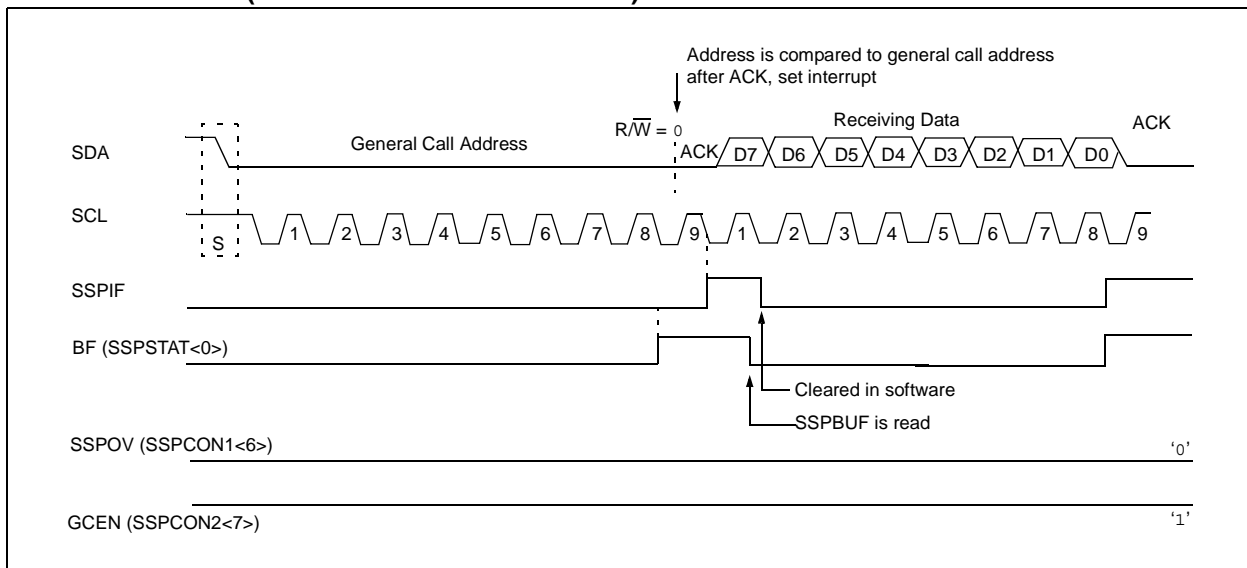 Address is compared to general call address
after ACK, set interrupt
R/W = 0
Receiving Data
ACK
SDA
General Call Address
ACK
D7 D6 D5 D4 D3 D2 D1 D0
SCL
S
1 2 3 4 5 6 7 8 9 1 2 3 4 5 6 7 8 9
SSPIF
BF (SSPSTAT<0>)
Cleared in software
SSPBUF is read
SSPOV (SSPCON1<6>)
‘0’
GCEN (SSPCON2<7>)
‘1’